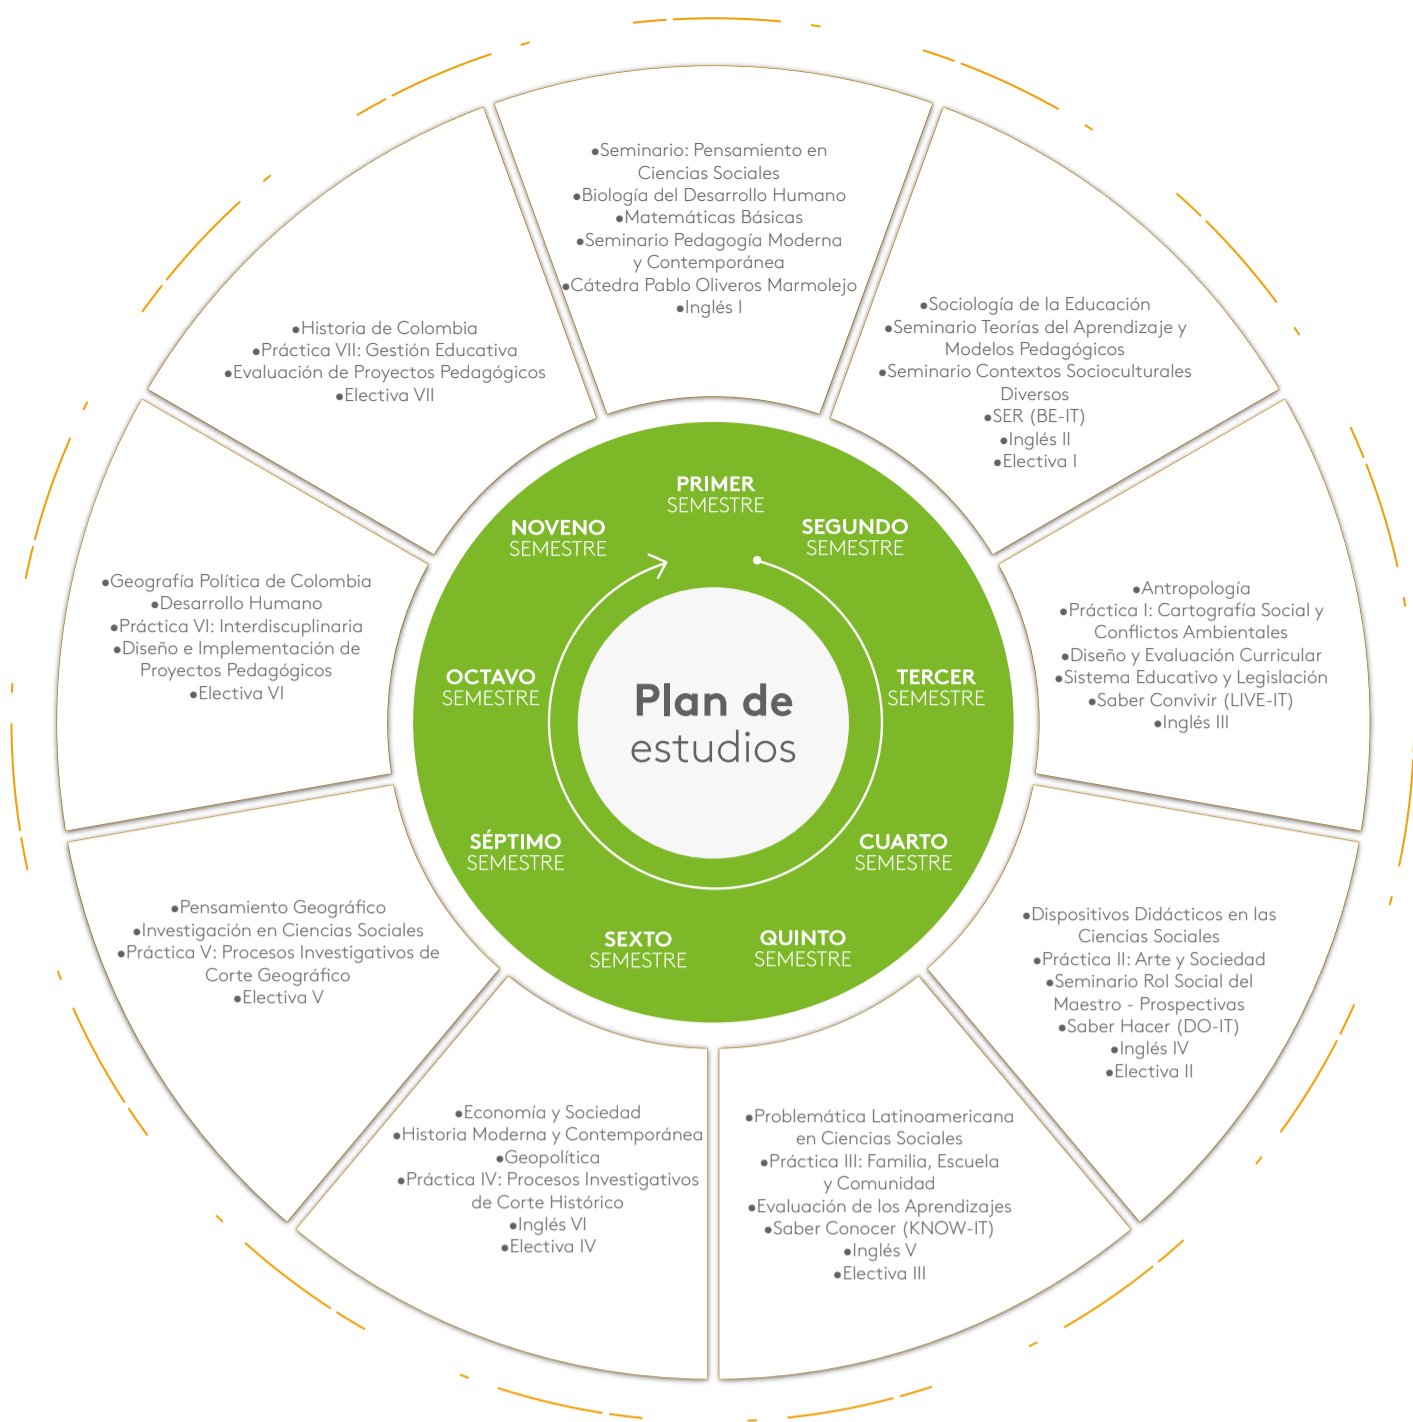 Plan de
estudios
PRIMER
SEMESTRE
•Seminario: Pensamiento en
Ciencias Sociales
•Biología del Desarrollo Humano
•Matemáticas Básicas
•Seminario Pedagogía Moderna
y Contemporánea
•Cátedra Pablo Oliveros Marmolejo
•Inglés I
SEGUNDO
SEMESTRE
•Sociología de la Educación
•Seminario Teorías del Aprendizaje y
Modelos Pedagógicos
•Seminario Contextos Socioculturales
Diversos
•SER (BE-IT)
•Inglés II
•Electiva I
TERCER
SEMESTRE
•Antropología
•Práctica I: Cartografía Social y
Conflictos Ambientales
•Diseño y Evaluación Curricular
•Sistema Educativo y Legislación
•Saber Convivir (LIVE-IT)
•Inglés III
CUARTO
SEMESTRE
•Dispositivos Didácticos en las
Ciencias Sociales
•Práctica II: Arte y Sociedad
•Seminario Rol Social del
Maestro - Prospectivas
•Saber Hacer (DO-IT)
•Inglés IV
•Electiva II
QUINTO
SEMESTRE
•Problemática Latinoamericana
en Ciencias Sociales
•Práctica III: Familia, Escuela
y Comunidad
•Evaluación de los Aprendizajes
•Saber Conocer (KNOW-IT)
•Inglés V
•Electiva III
SEXTO
SEMESTRE
•Economía y Sociedad
•Historia Moderna y Contemporánea
•Geopolítica
•Práctica IV: Procesos Investigativos
de Corte Histórico
•Inglés VI
•Electiva IV
SÉPTIMO
SEMESTRE
•Pensamiento Geográfico
•Investigación en Ciencias Sociales
•Práctica V: Procesos Investigativos de
Corte Geográfico
•Electiva V
OCTAVO
SEMESTRE
•Geografía Política de Colombia
•Desarrollo Humano
•Práctica VI: Interdiscuplinaria
•Diseño e Implementación de
Proyectos Pedagógicos
•Electiva VI
NOVENO
SEMESTRE
•Historia de Colombia
•Práctica VII: Gestión Educativa
•Evaluación de Proyectos Pedagógicos
•Electiva VII